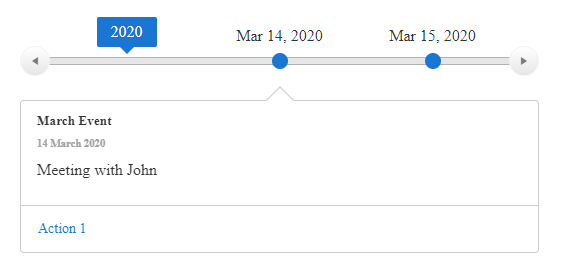 2020
Mar 14, 2020
Mar 15, 2020
March Event
14 March 2020
Meeting with John
Action 1